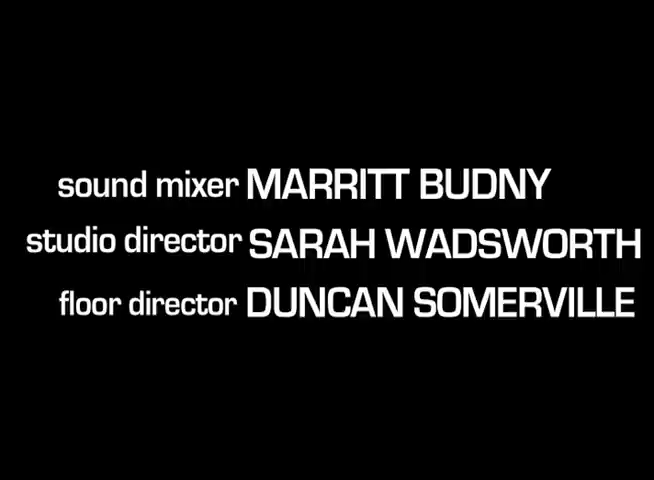 sound mixer MARRITT BUDNY
studio director SARAH WADSWORTH
floor director DUNCAN SOMERVILLE